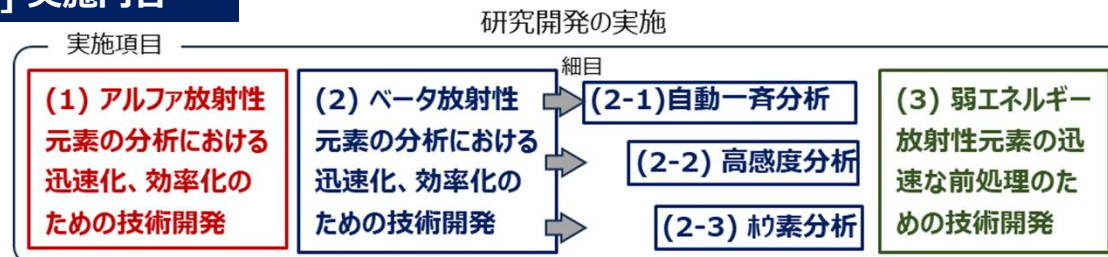 ] 実施内容
研究開発の実施
実施項目
(1) アルファ放射性
元素の分析における
迅速化、効率化の
ための技術開発
(2) ベータ放射性
元素の分析における
迅速化、効率化の
ための技術開発
細目
(2-1)自動一斉分析
(2-2) 高感度分析
(2-3) ホウ素分析
(3) 弱エネルギー
放射性元素の迅
速な前処理のた
めの技術開発